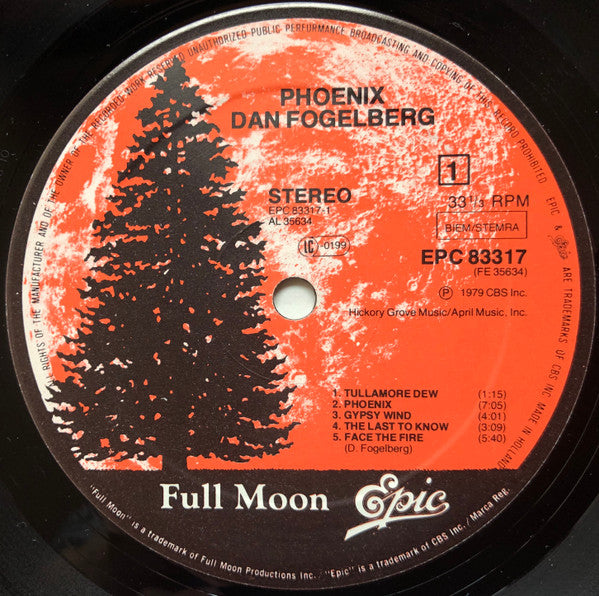 ALL RIGHTS OF THE MANUFACTURER AND OF THE OWNER OF THE RECORDED WORK RESERVED UNAUTHORIZED PUBLIC PERFORMANCE BROADCASTING AND COPYING OF THIS RECORD PROHIBITED EPIC & Epic ARE TRADEMARKS OF CBS INC MADE IN HOLLAND
PHOENIX
DAN FOGELBERG
1
STEREO
33 1/3 RPM
EPC 83317-1
AL 35634
BIEM/STEMRA
LC 0199
EPC 83317
(FE 35634)
Ⓟ 1979 CBS Inc.
Hickory Grove Music/April Music, Inc.
1. TULLAMORE DEW (1:15)
2. PHOENIX (7:05)
3. GYPSY WIND (4:01)
4. THE LAST TO KNOW (3:09)
5. FACE THE FIRE (5:40)
(D. Fogelberg)
Full Moon Epic
"Full Moon" is a trademark of Full Moon Productions Inc./"Epic" is a trademark of CBS Inc./Marca Reg.